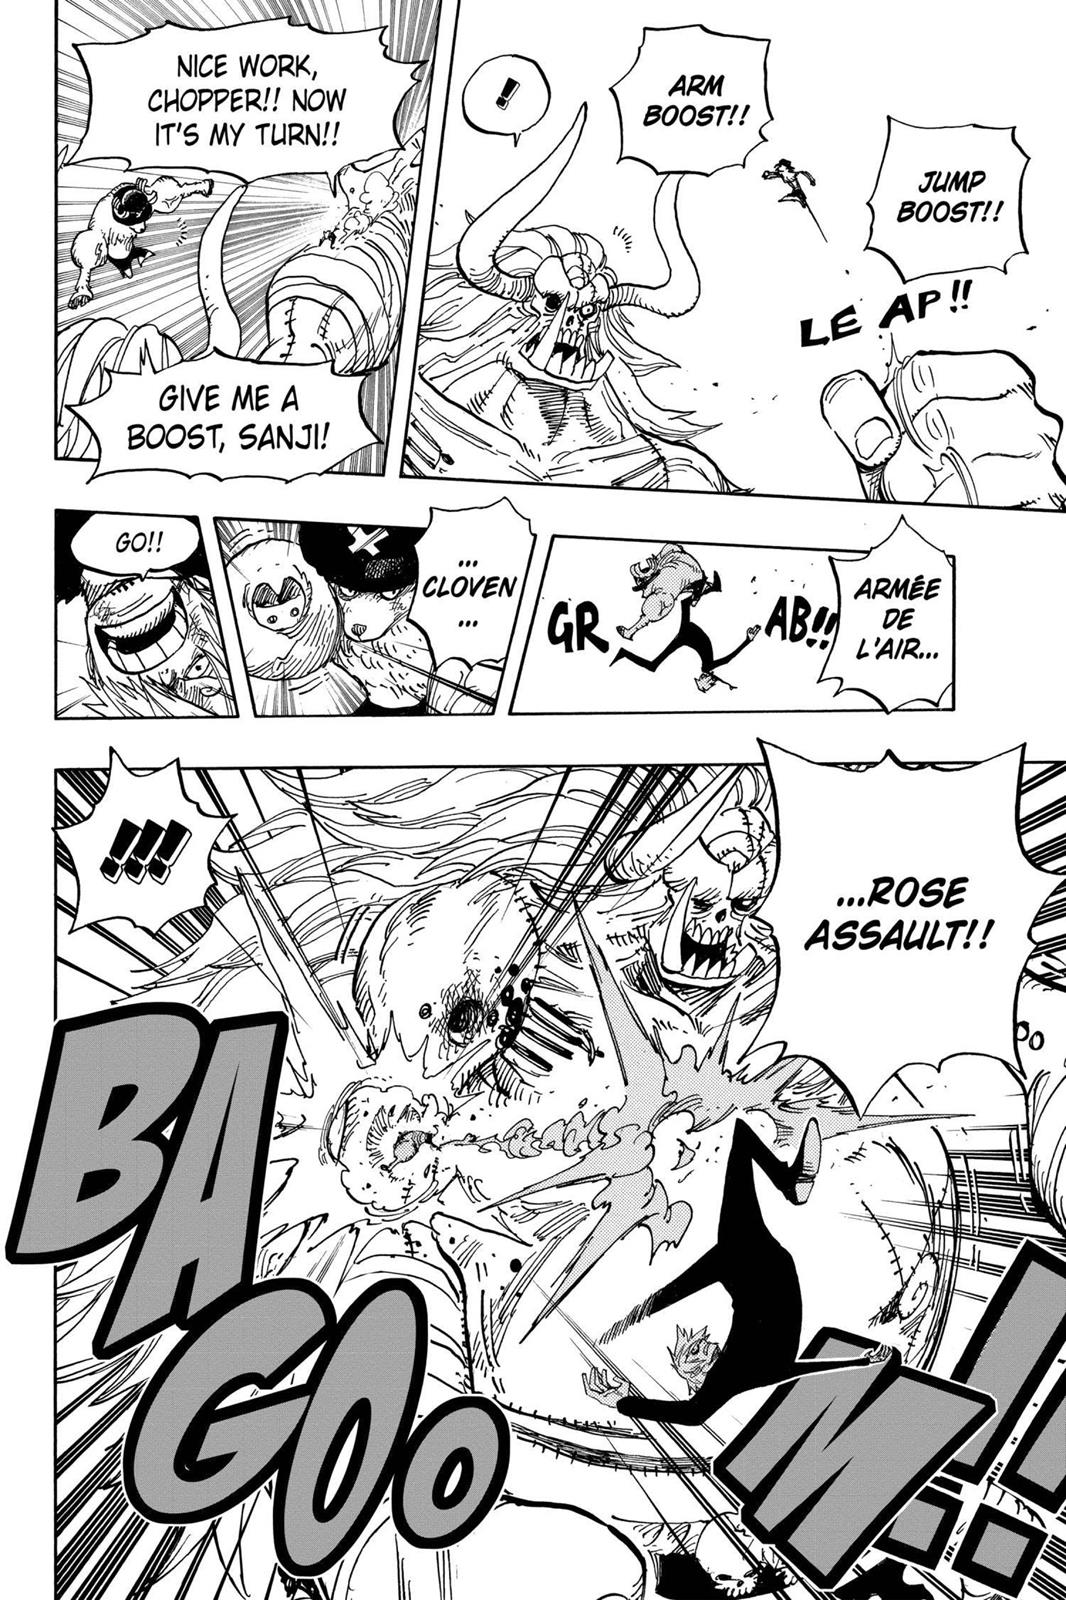 JUMP
BOOST!!
LE AP!!
ARM
BOOST!!
!
NICE WORK,
CHOPPER!! NOW
IT'S MY TURN!!
GIVE ME A
BOOST, SANJI!
ARMÉE
DE
L'AIR...
GR AB!!
...
CLOVEN
...
GO!!
...ROSE
ASSAULT!!
!!!!
BA
GOOO
M!!